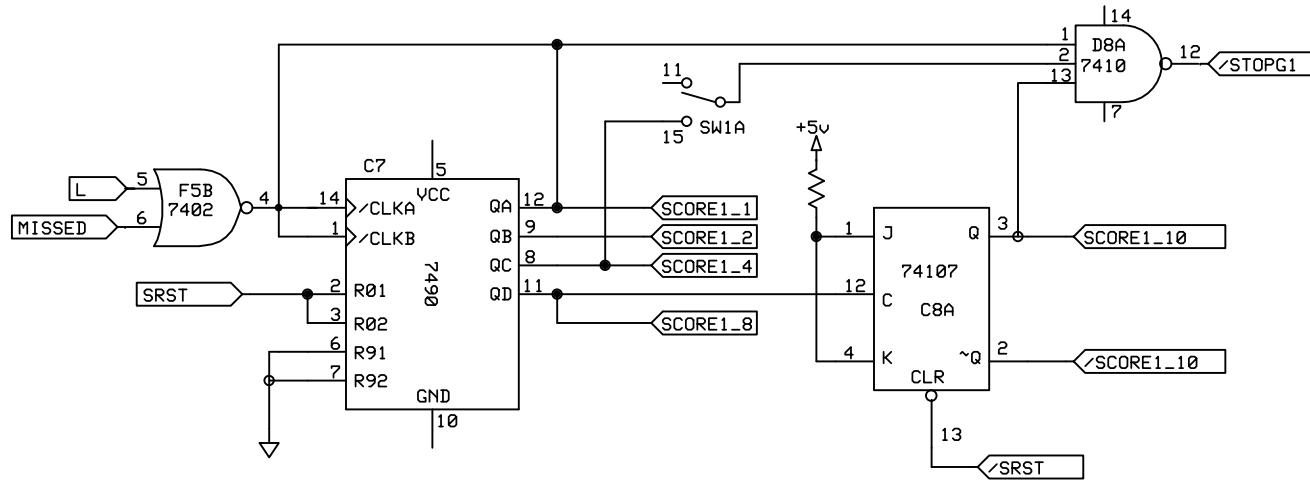 14
1
D8A
2
7410
12
/STOPG1
13
7
11
15
SW1A
+5v
C7
5
VCC
L
5
F5B
7402
4
MISSED
6
14
/CLKA
1
/CLKB
7490
QA
12
SCORE1_1
QB
9
SCORE1_2
QC
8
SCORE1_4
QD
11
SCORE1_8
SRST
2
R01
3
R02
6
R91
7
R92
GND
10
1
J
Q
3
SCORE1_10
74107
12
C
C8A
4
K
~Q
2
/SCORE1_10
CLR
13
/SRST